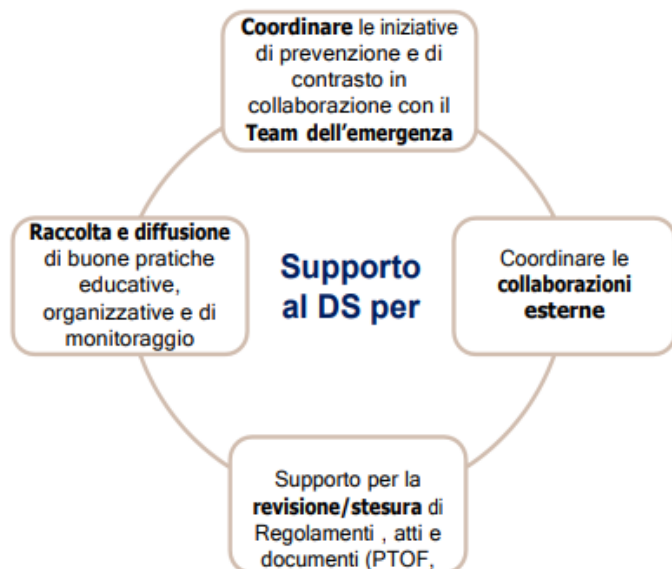 Coordinare le iniziative
di prevenzione e di
contrasto in
collaborazione con il
Team dell'emergenza
Raccolta e diffusione
di buone pratiche
educative,
organizzative e di
monitoraggio
Supporto
al DS per
Coordinare le
collaborazioni
esterne
Supporto per la
revisione/stesura di
Regolamenti , atti e
documenti (PTOF,